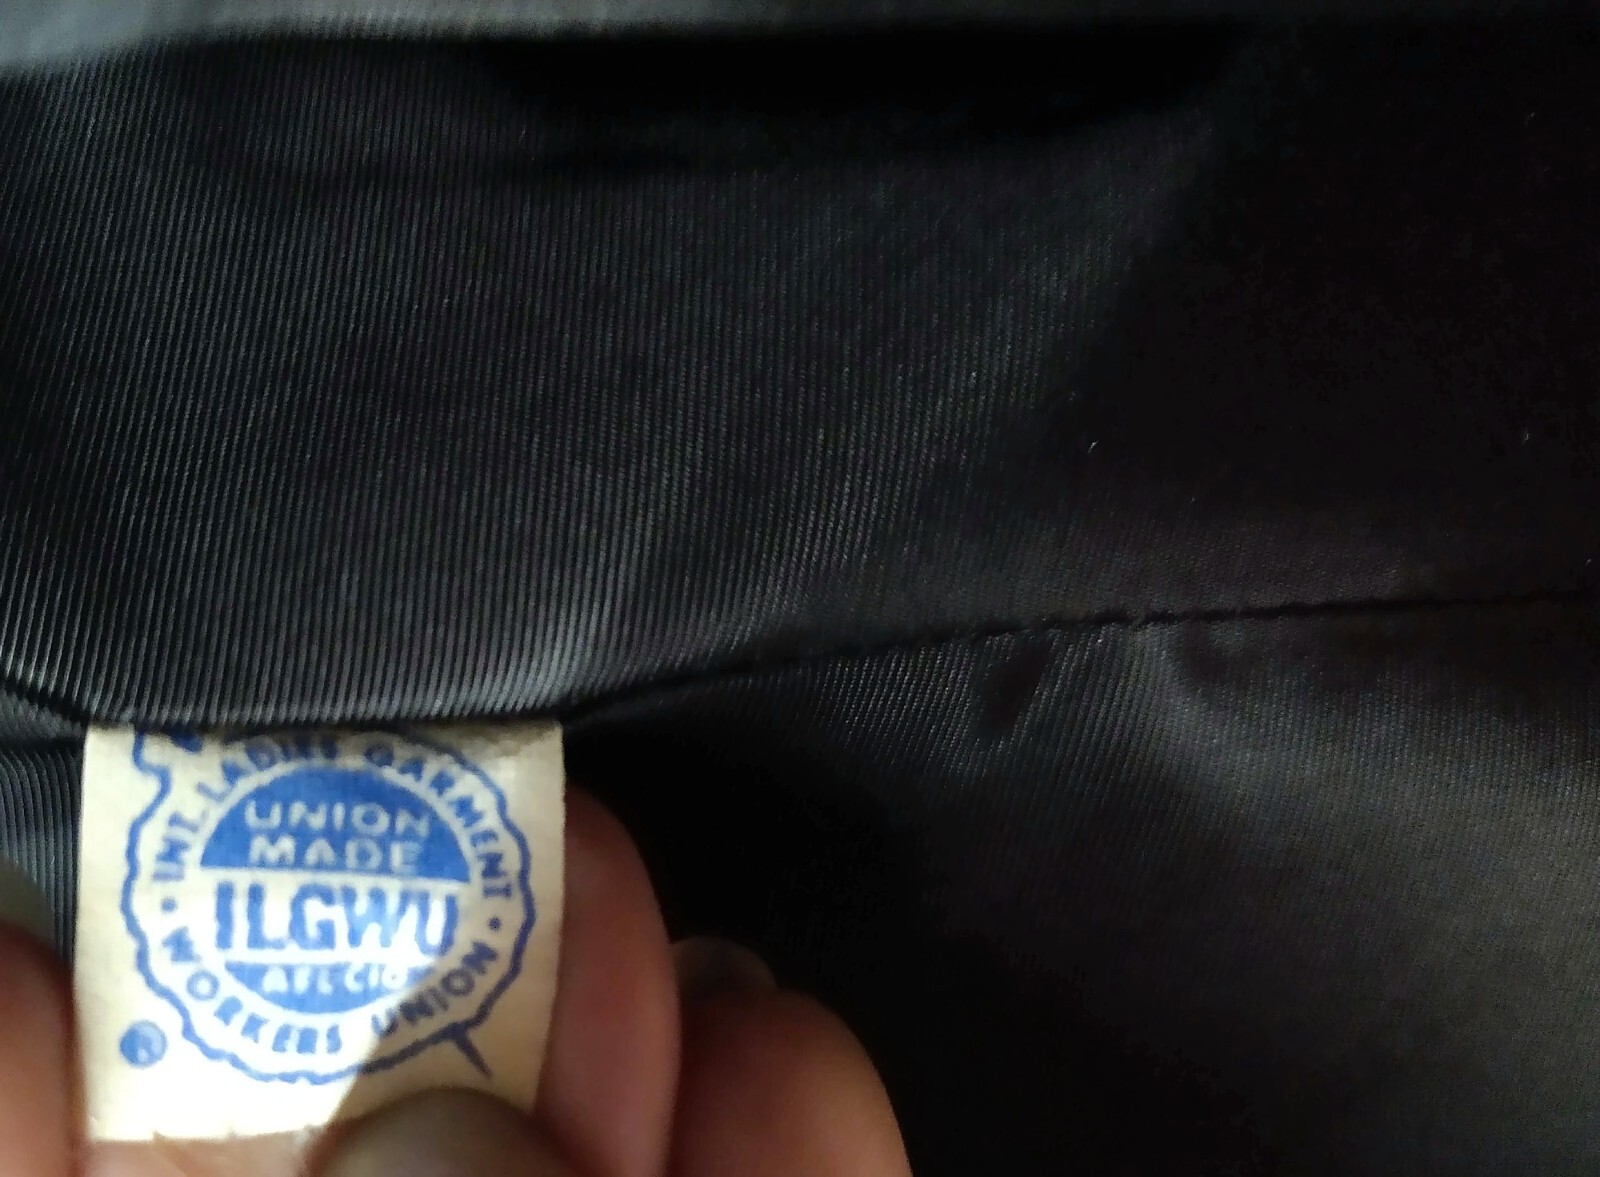 INT. LADIES GARMENT
UNION
MADE
ILGWU
AFL CIO
WORKERS UNION
®